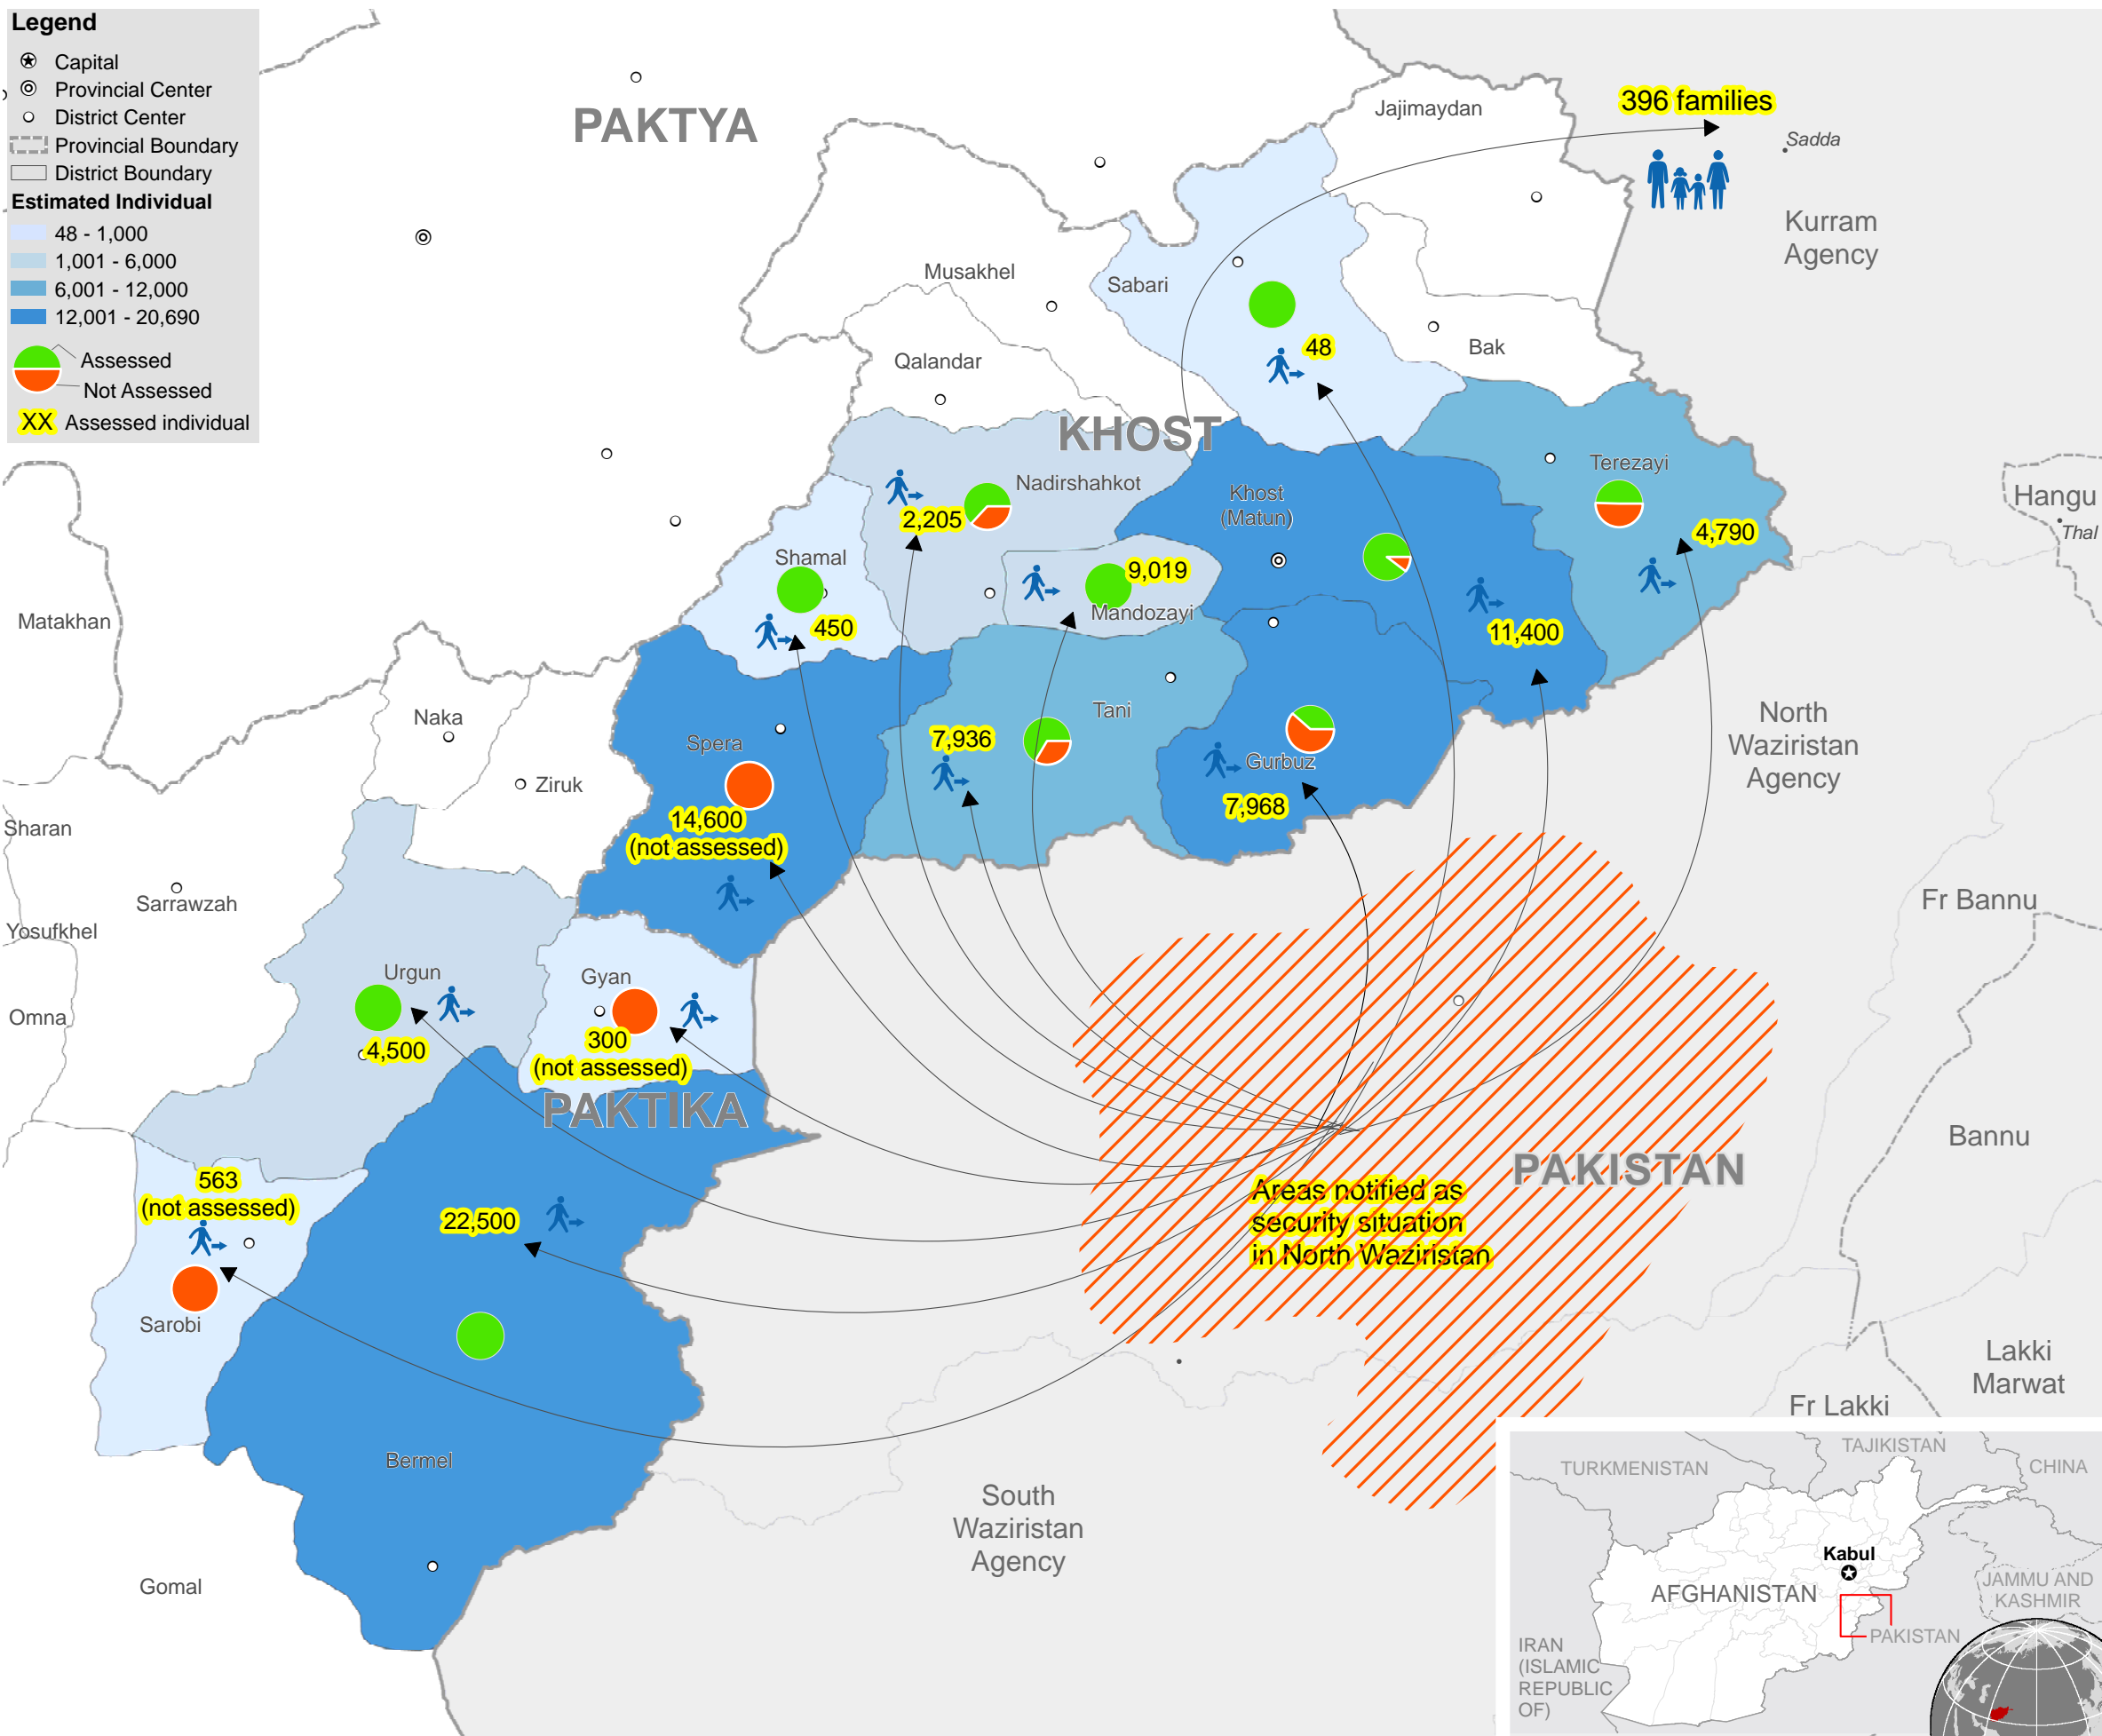 Legend
Capital
Provincial Center
District Center
Provincial Boundary
District Boundary
Estimated Individual
48 - 1,000
1,001 - 6,000
6,001 - 12,000
12,001 - 20,690
Assessed
Not Assessed
XX Assessed individual
PAKTYA
Jajimaydan
396 families
Sadda
Kurram
Agency
Musakhel
Sabari
Qalandar
48
Bak
KHOST
Nadirshahkot
2,205
Khost
(Matun)
Terezayi
4,790
Hangu
Thal
Shamal
450
9,019
Mandozayi
11,400
Matakhan
Naka
Ziruk
Spera
14,600
(not assessed)
Tani
7,936
Gurbuz
7,968
North
Waziristan
Agency
Sharan
Sarrawzah
Yosufkhel
Omna
Fr Bannu
Urgun
4,500
Gyan
300
(not assessed)
PAKTIKA
Bannu
PAKISTAN
Areas notified as
security situation
in North Waziristan
563
(not assessed)
Sarobi
22,500
Bermel
Lakki
Marwat
Fr Lakki
South
Waziristan
Agency
Gomal
TURKMENISTAN
TAJIKISTAN
CHINA
Kabul
AFGHANISTAN
JAMMU AND
KASHMIR
PAKISTAN
IRAN
(ISLAMIC
REPUBLIC
OF)